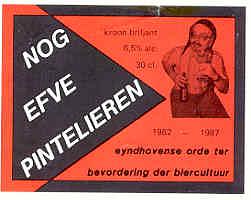 NOG
EFVE
PINTELIEREN
kroon briljant
6,5% alc.
30 cl.
1982 – 1987
eyndhovense orde ter
bevordering der biercultuur